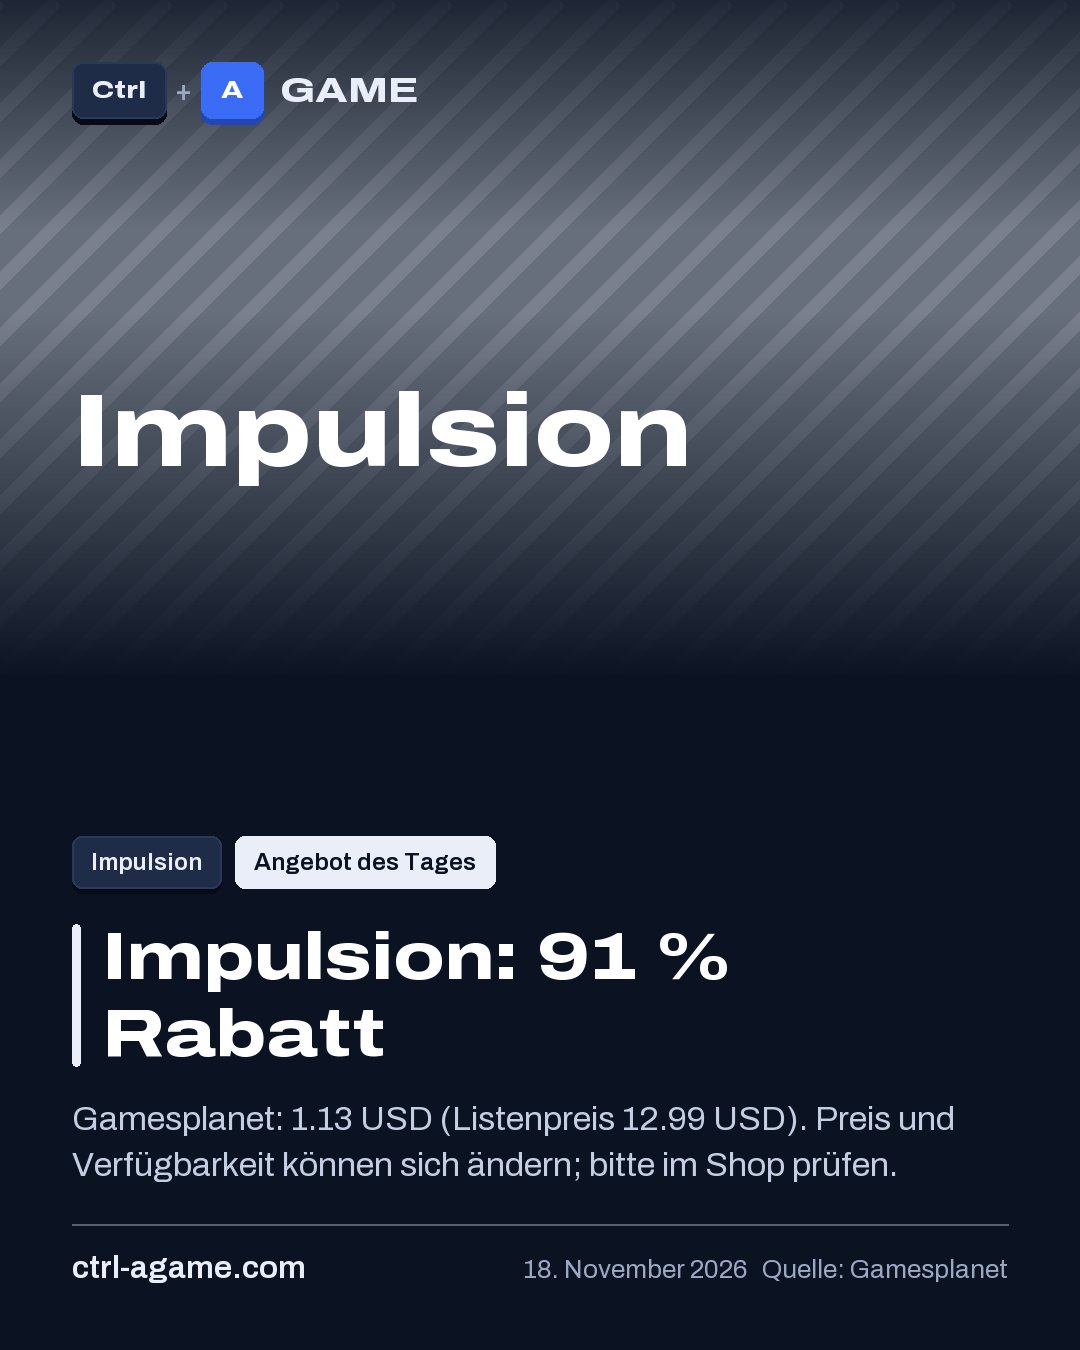 Ctrl + A GAME
Impulsion
Impulsion Angebot des Tages
Impulsion: 91 %
Rabatt
Gamesplanet: 1.13 USD (Listenpreis 12.99 USD). Preis und
Verfügbarkeit können sich ändern; bitte im Shop prüfen.
ctrl-agame.com 18. November 2026 Quelle: Gamesplanet